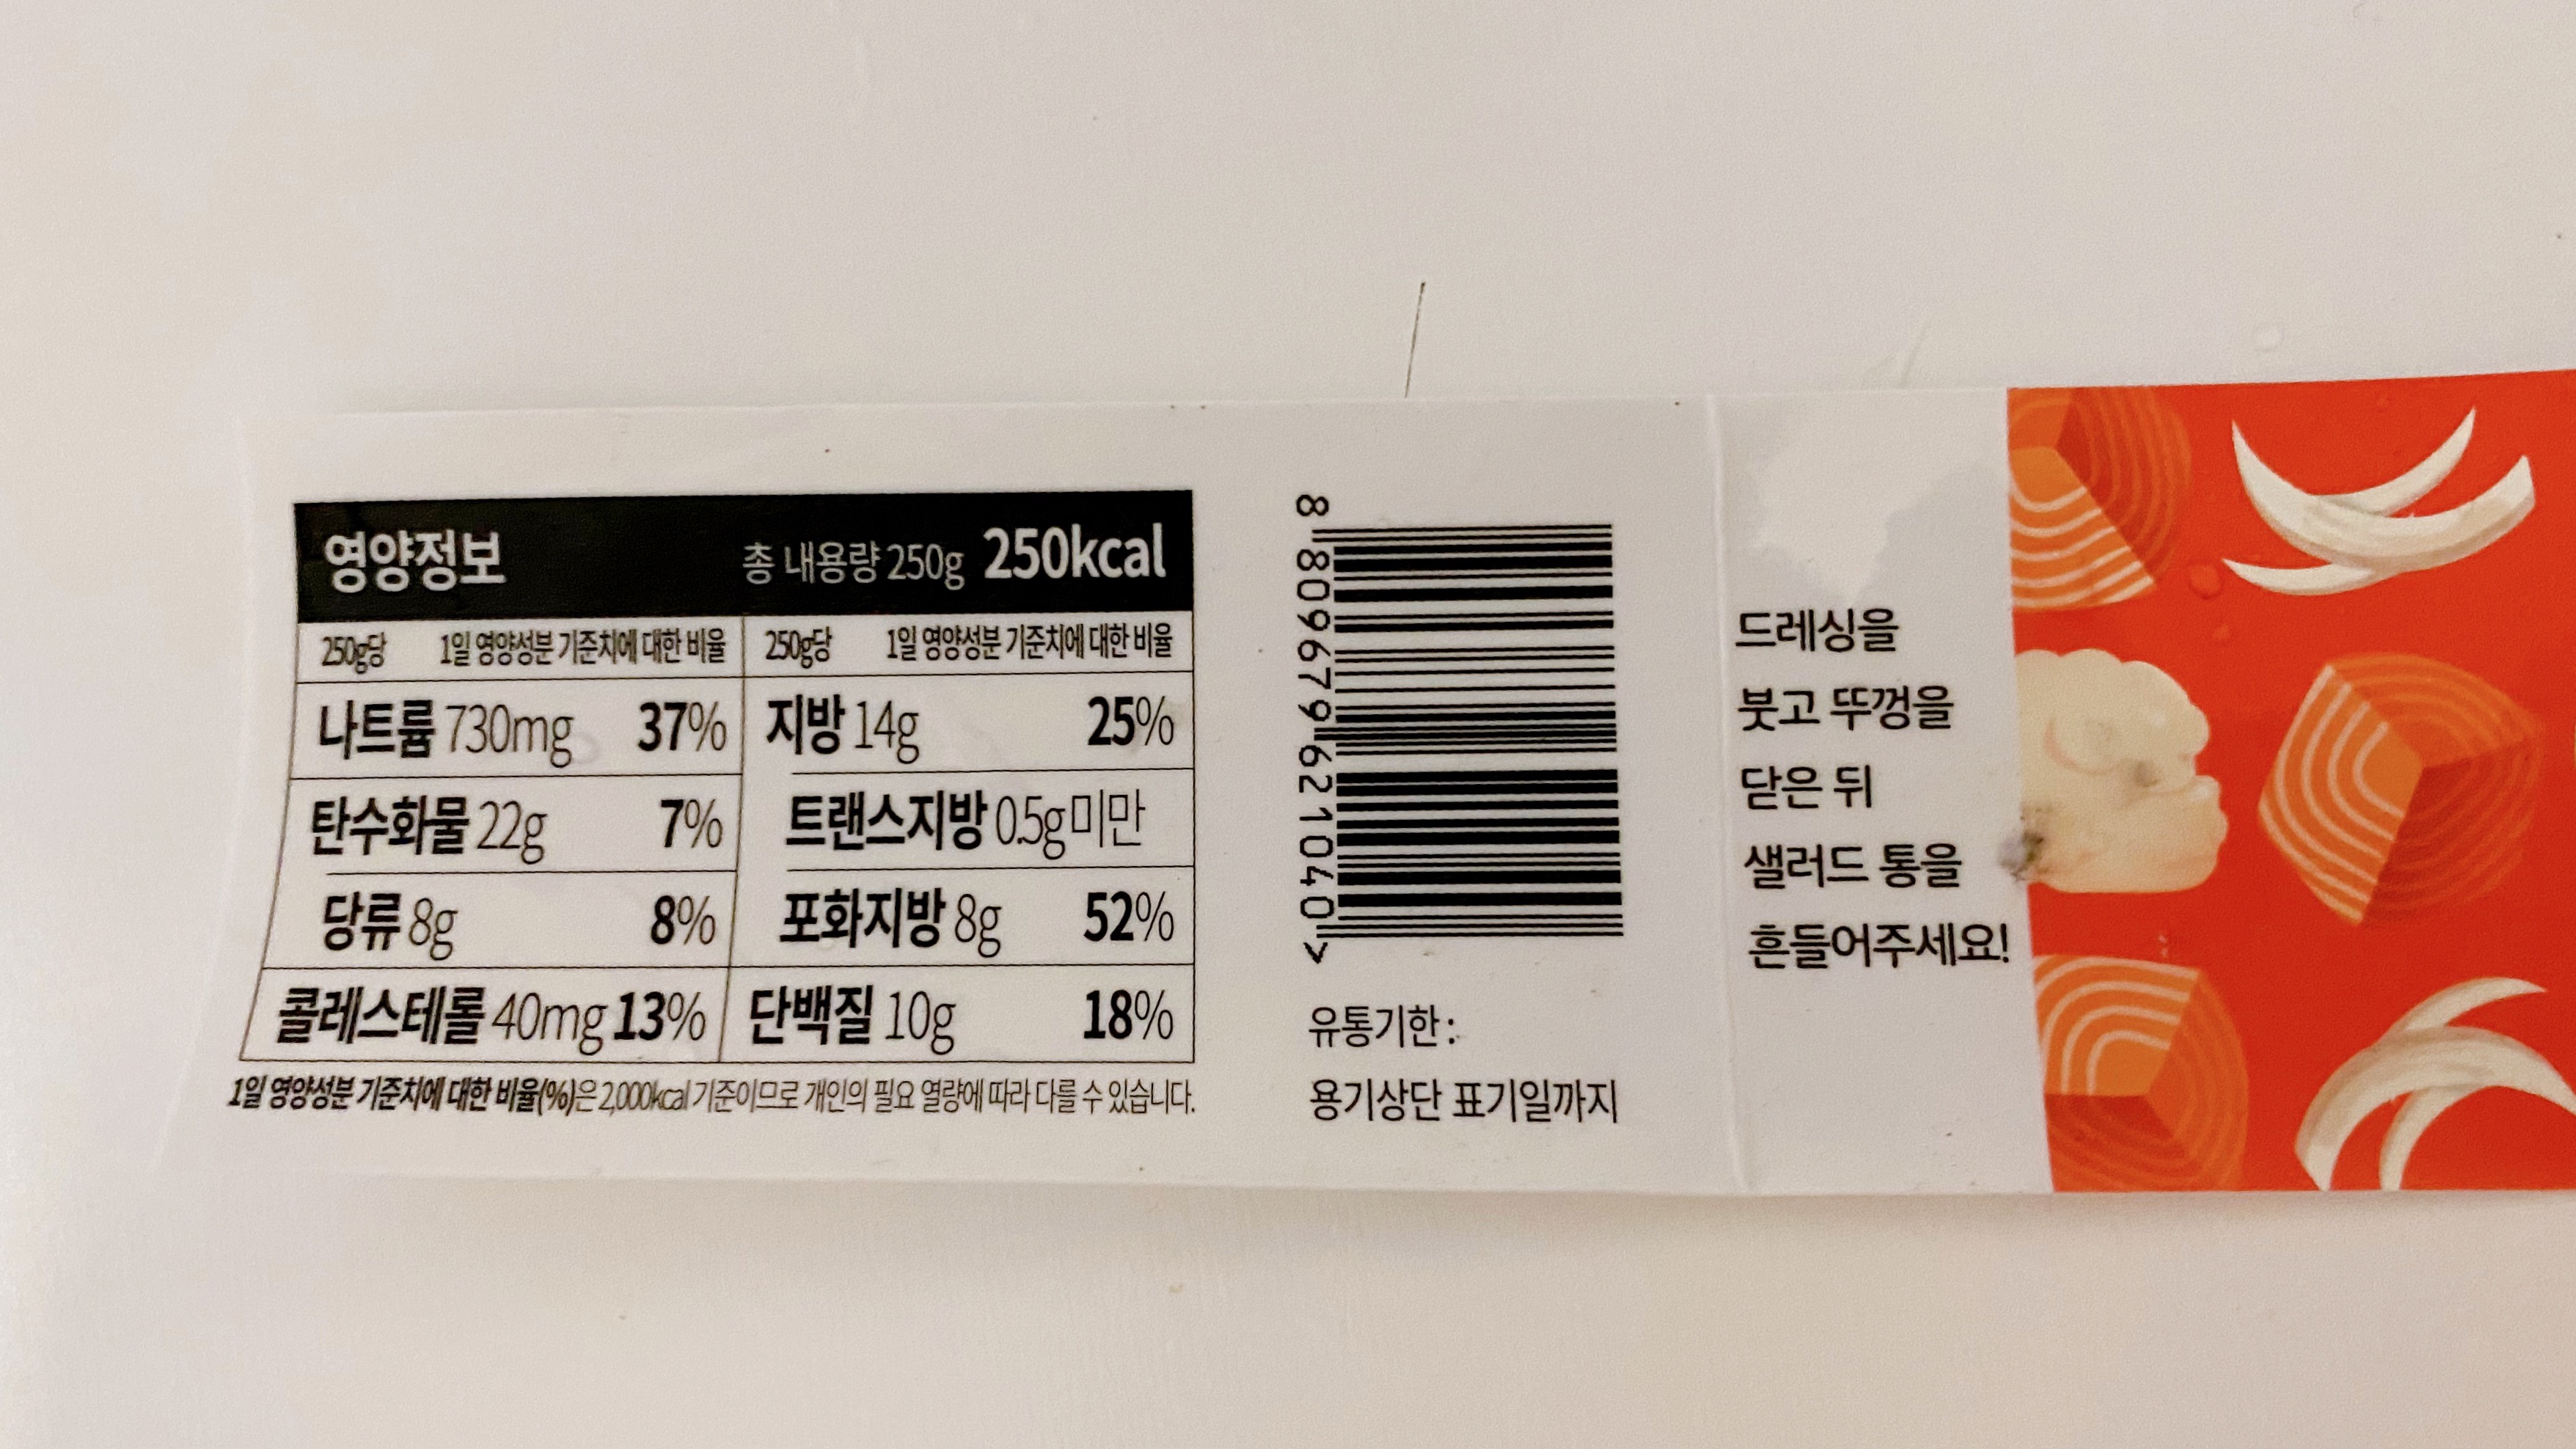 영양정보 총 내용량 250g 250kcal
250g당 1일 영양성분 기준치에 대한 비율 250g당 1일 영양성분 기준치에 대한 비율
나트륨 730mg 37% 지방 14g 25%
탄수화물 22g 7% 트랜스지방 0.5g미만
당류 8g 8% 포화지방 8g 52%
콜레스테롤 40mg 13% 단백질 10g 18%
1일 영양성분 기준치에 대한 비율(%)은 2,000kcal 기준이므로 개인의 필요 열량에 따라 다를 수 있습니다.
8 809679 621040 >
유통기한:
용기상단 표기일까지
드레싱을
붓고 뚜껑을
닫은 뒤
샐러드 통을
흔들어주세요!